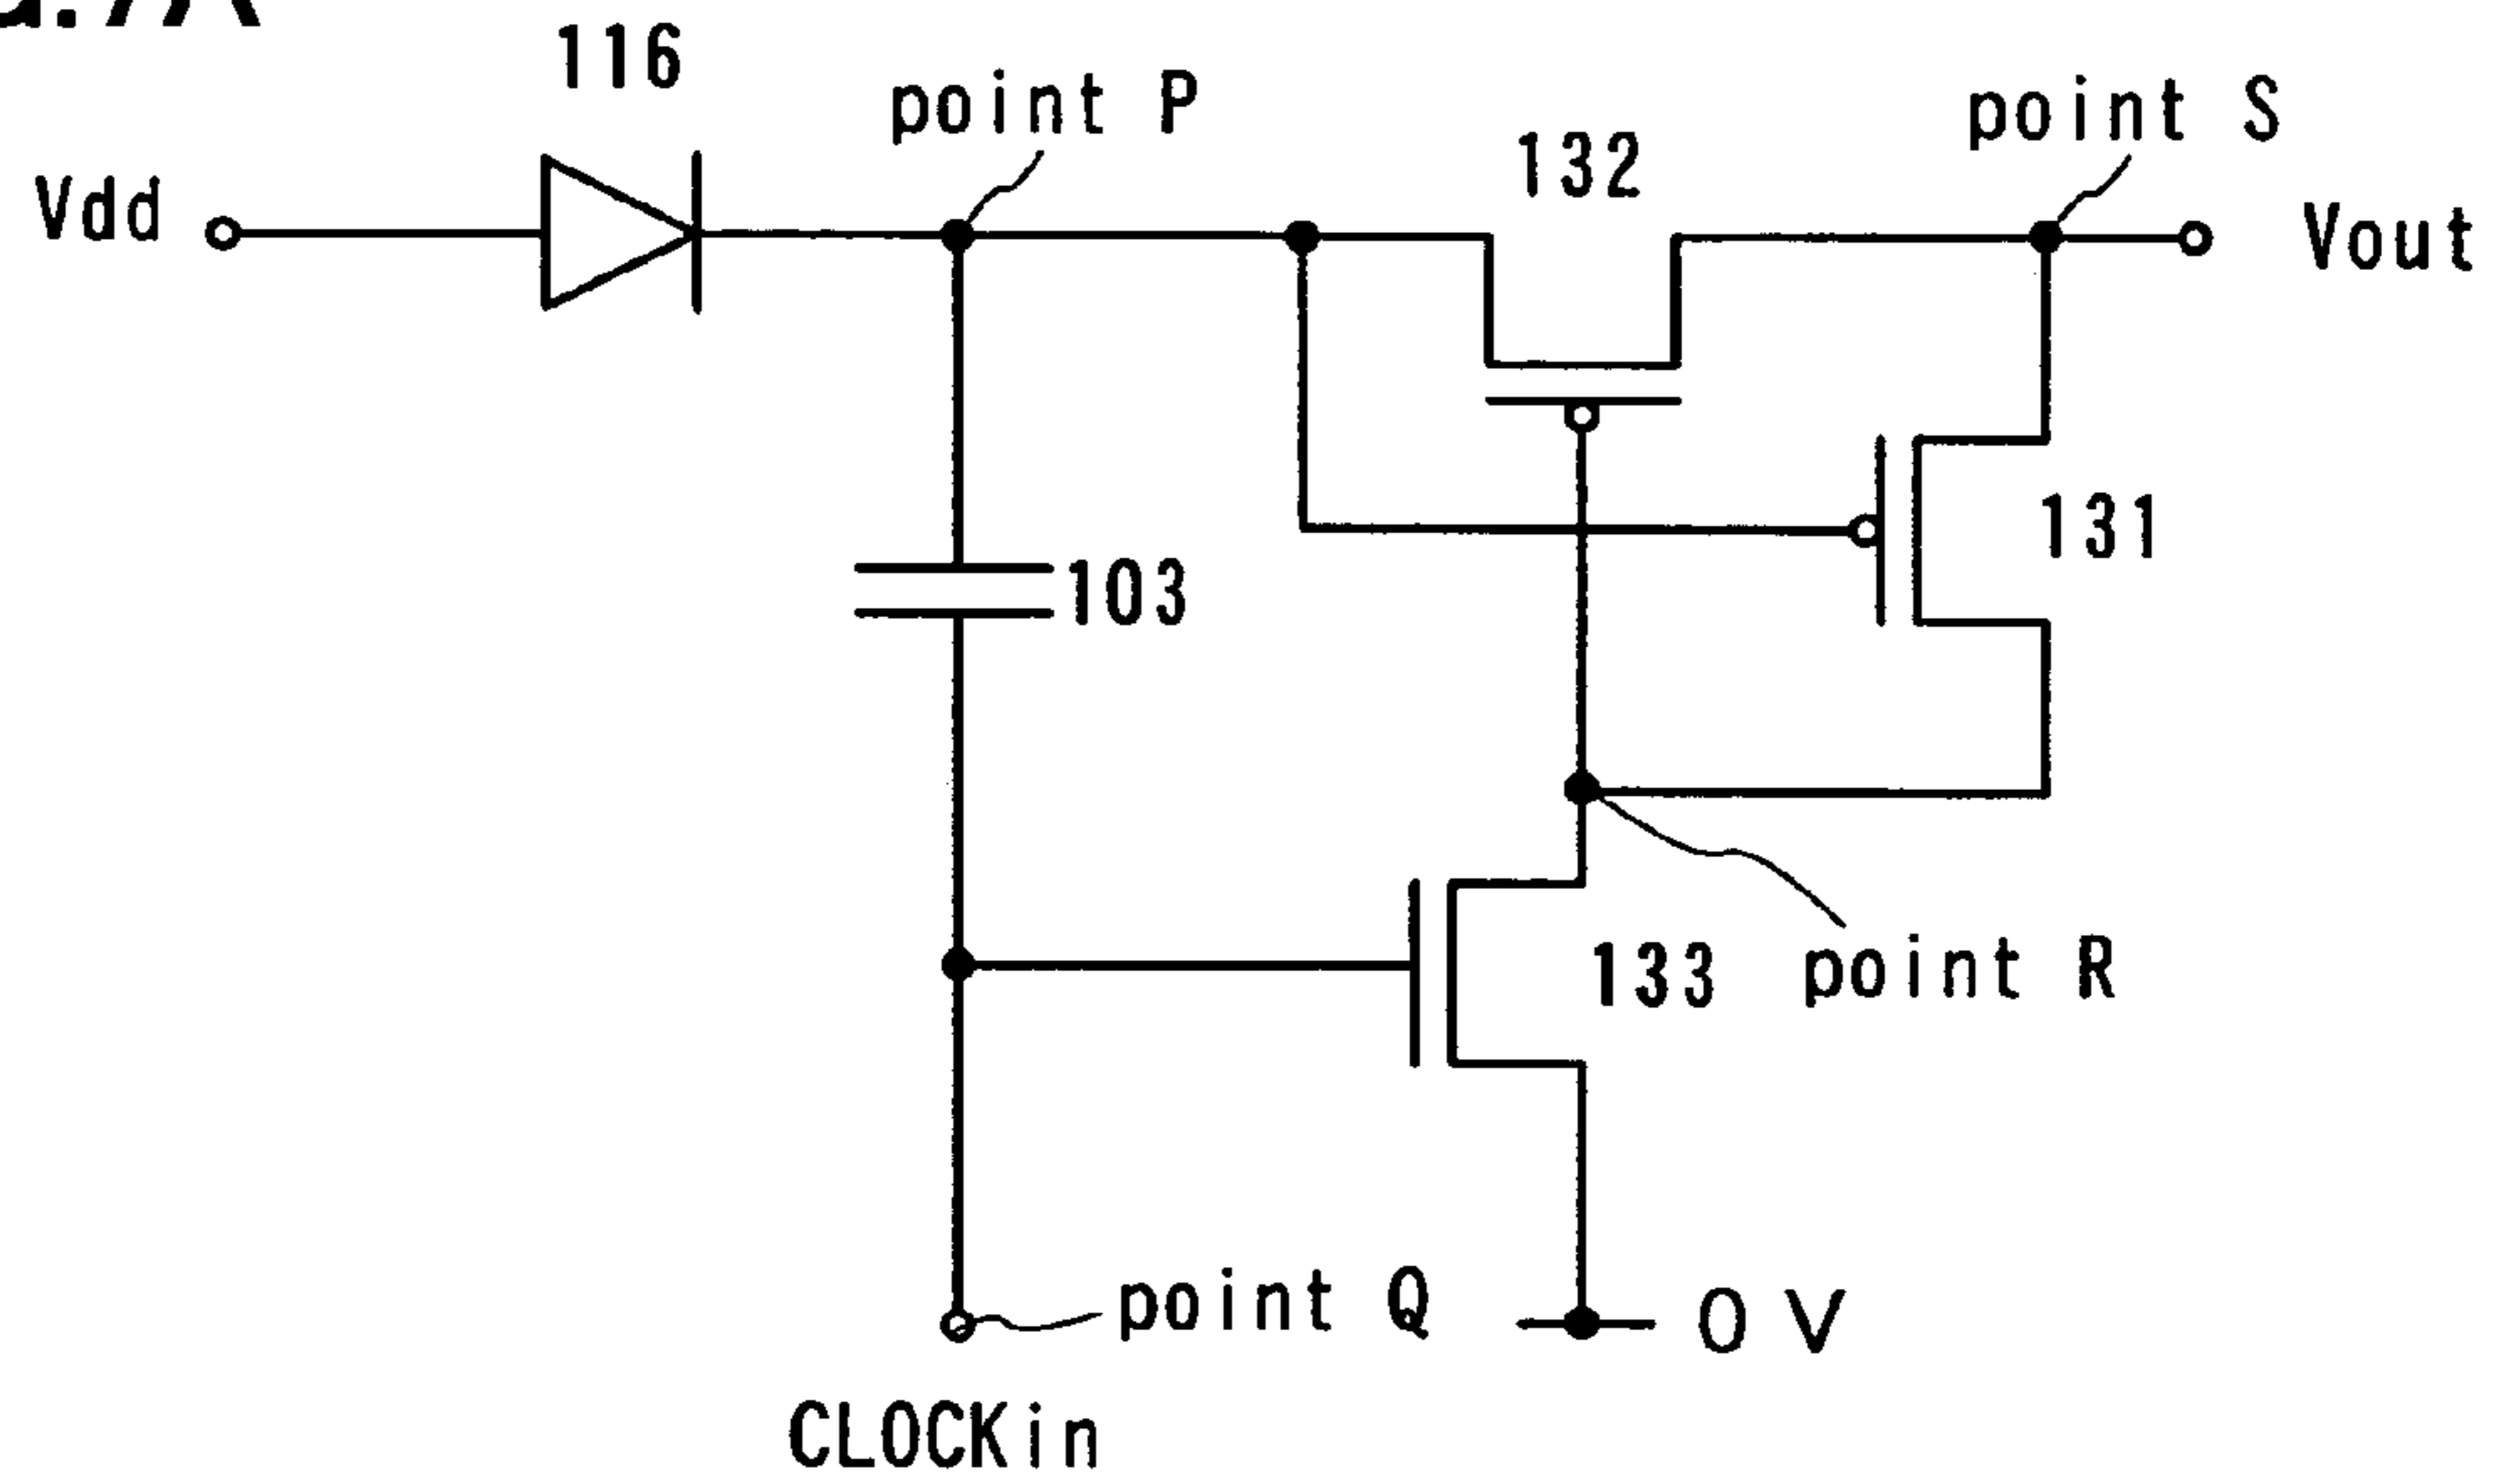 116
point P
point S
132
Vdd
Vout
131
103
133
point R
point Q
0 V
CLOCKin